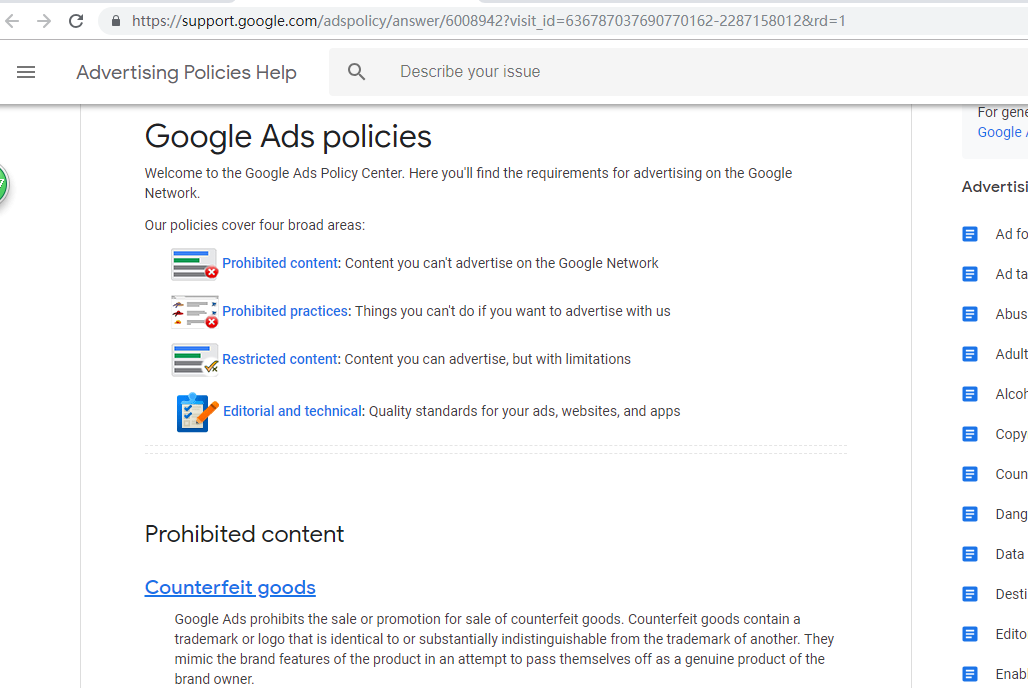 https://support.google.com/adspolicy/answer/6008942?visit_id=636787037690770162-2287158012&rd=1
Advertising Policies Help
Describe your issue
Google Ads policies
Welcome to the Google Ads Policy Center. Here you'll find the requirements for advertising on the Google
Network.
Our policies cover four broad areas:
Prohibited content: Content you can't advertise on the Google Network
Prohibited practices: Things you can't do if you want to advertise with us
Restricted content: Content you can advertise, but with limitations
Editorial and technical: Quality standards for your ads, websites, and apps
Prohibited content
Counterfeit goods
Google Ads prohibits the sale or promotion for sale of counterfeit goods. Counterfeit goods contain a
trademark or logo that is identical to or substantially indistinguishable from the trademark of another. They
mimic the brand features of the product in an attempt to pass themselves off as a genuine product of the
brand owner.
For gene
Google A
Advertisi
Ad fo
Ad ta
Abus
Adult
Alcoh
Copy
Coun
Dang
Data
Desti
Edito
Enab